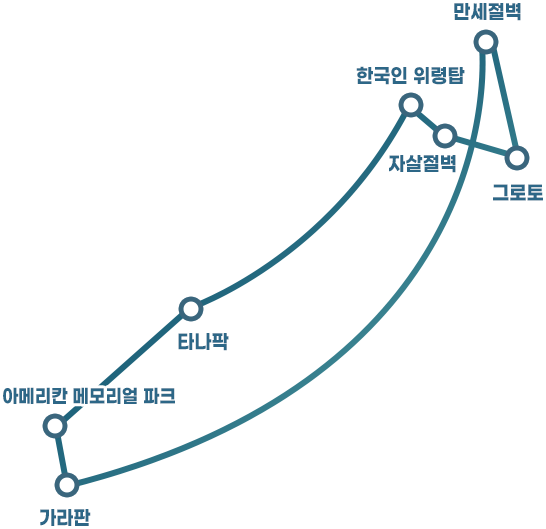 만세절벽
한국인 위령탑
자살절벽
그로토
타나팍
아메리칸 메모리얼 파크
가라판